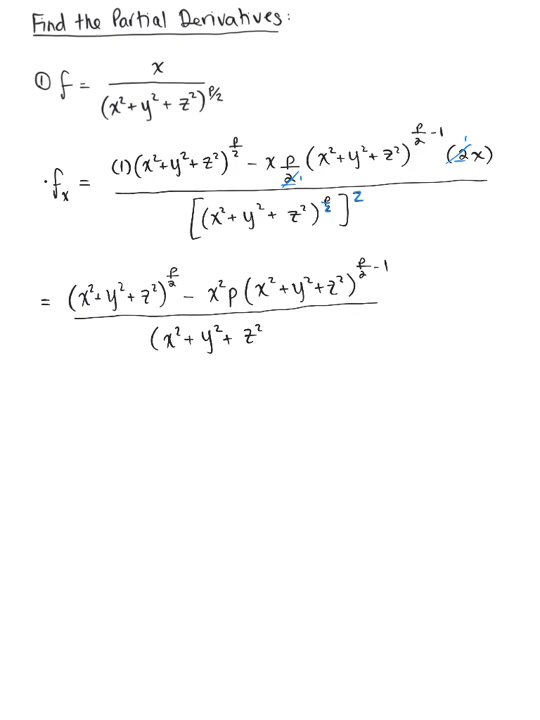 Find the Partial Derivatives:
① f = x / (x² + y² + z²)^(p/2)
· fₓ = (1)(x² + y² + z²)^(p/2) − x p/2 (x² + y² + z²)^(p/2 − 1) (2x) / [(x² + y² + z²)^(p/2)]²
= (x² + y² + z²)^(p/2) − x²p(x² + y² + z²)^(p/2 − 1) / (x² + y² + z²